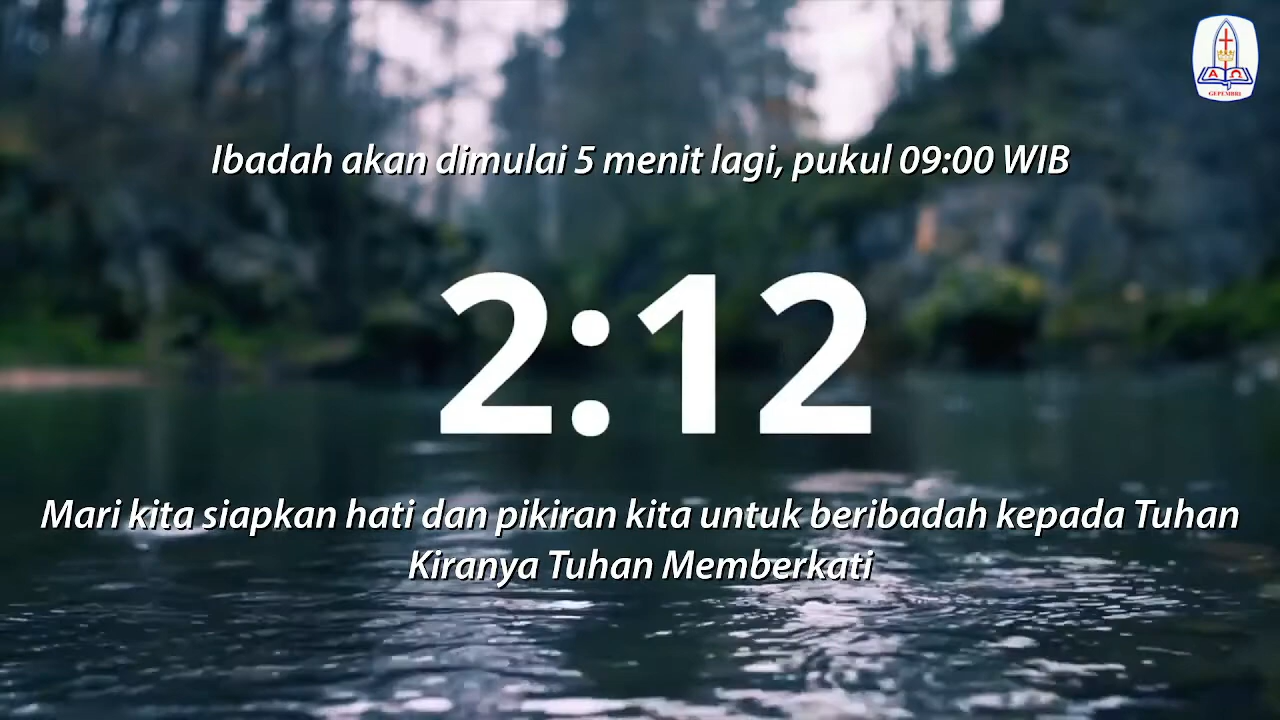 Ibadah akan dimulai 5 menit lagi, pukul 09:00 WIB
2:12
Mari kita siapkan hati dan pikiran kita untuk beribadah kepada Tuhan
Kiranya Tuhan Memberkati
Α Ω
GEPEMBRI